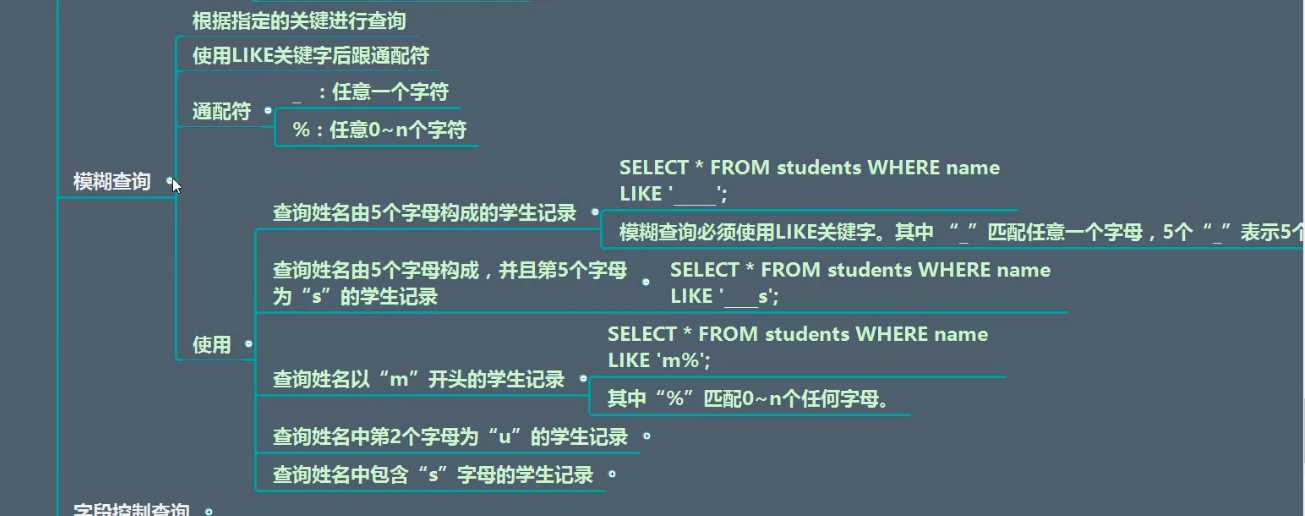 根据指定的关键进行查询
使用LIKE关键字后跟通配符
通配符
_ ：任意一个字符
%：任意0~n个字符
模糊查询
使用
查询姓名由5个字母构成的学生记录
SELECT * FROM students WHERE name
LIKE '_____';
模糊查询必须使用LIKE关键字。其中 “_”匹配任意一个字母，5个“_”表示5个
查询姓名由5个字母构成，并且第5个字母
为“s”的学生记录
SELECT * FROM students WHERE name
LIKE '____s';
查询姓名以“m”开头的学生记录
SELECT * FROM students WHERE name
LIKE 'm%';
其中“%”匹配0~n个任何字母。
查询姓名中第2个字母为“u”的学生记录
查询姓名中包含“s”字母的学生记录
字段控制查询